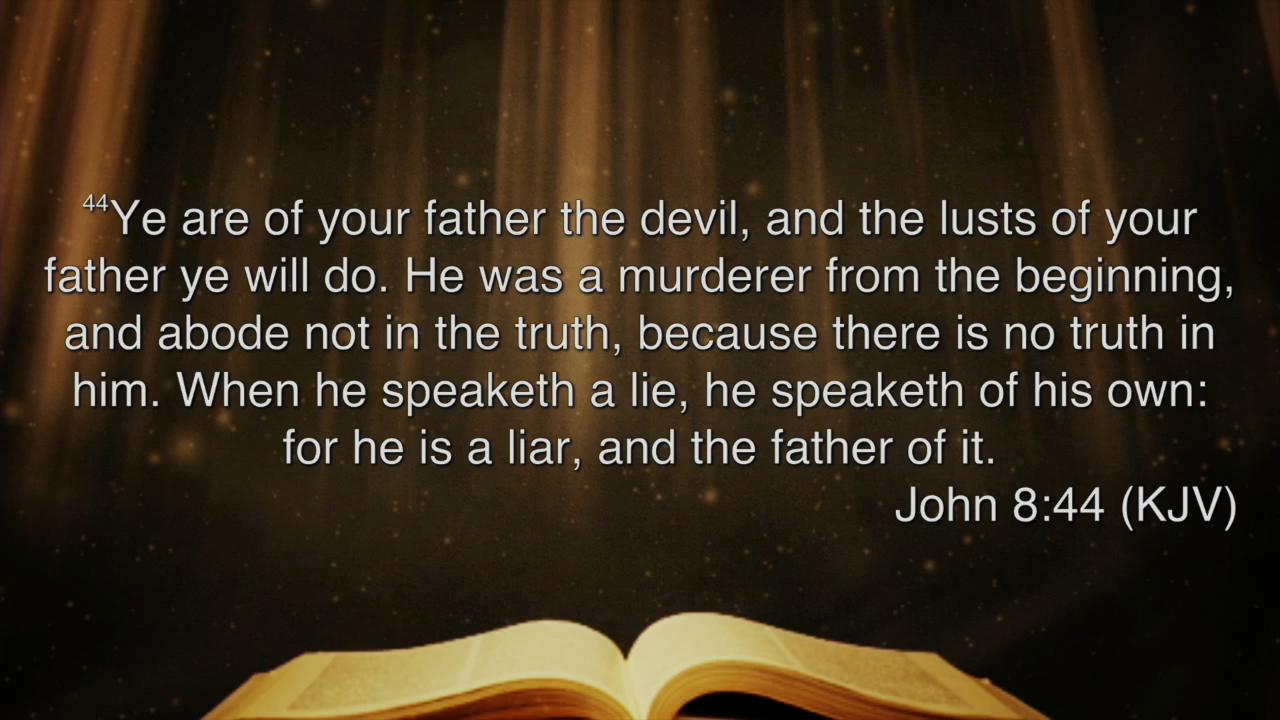 44Ye are of your father the devil, and the lusts of your
father ye will do. He was a murderer from the beginning,
and abode not in the truth, because there is no truth in
him. When he speaketh a lie, he speaketh of his own:
for he is a liar, and the father of it.
John 8:44 (KJV)